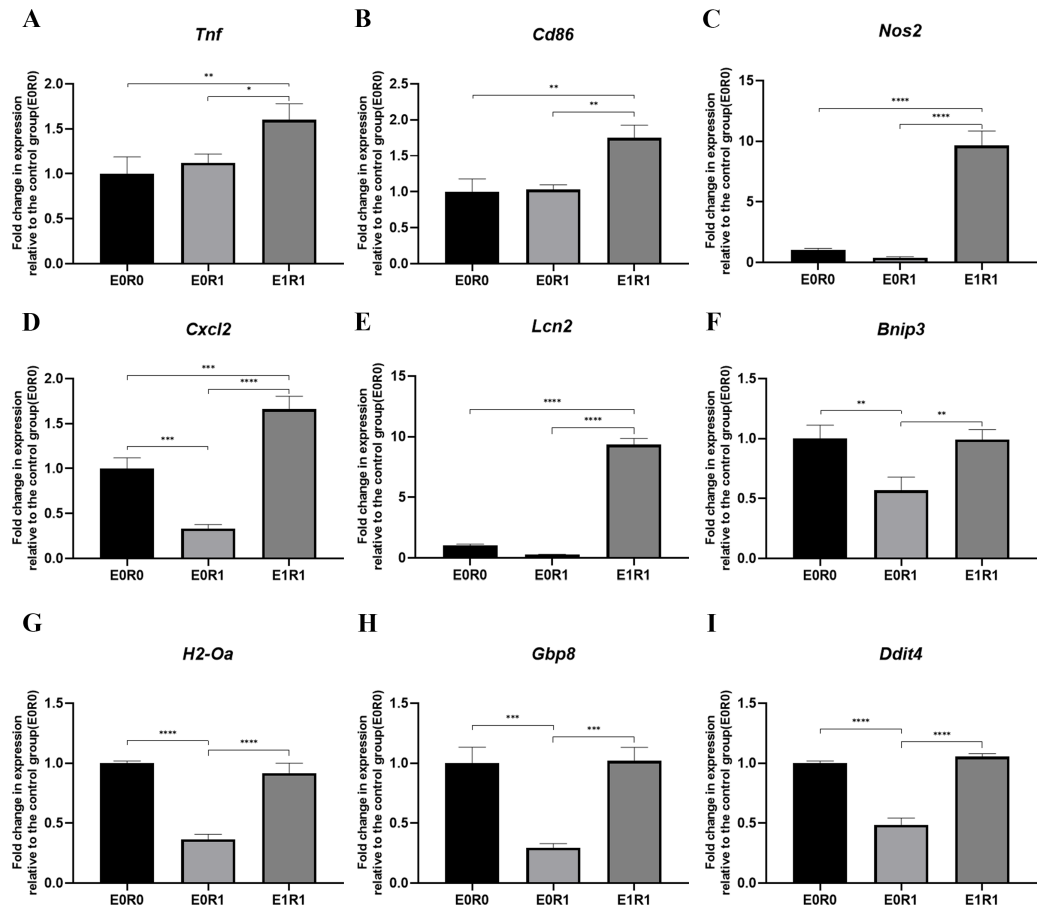 A
Tnf
Fold change in expression
relative to the control group(E0R0)
2.0
1.5
1.0
0.5
0.0
**
*
E0R0 E0R1 E1R1
B
Cd86
Fold change in expression
relative to the control group(E0R0)
2.5
2.0
1.5
1.0
0.5
0.0
**
**
E0R0 E0R1 E1R1
C
Nos2
Fold change in expression
relative to the control group(E0R0)
15
10
5
0
****
****
E0R0 E0R1 E1R1
D
Cxcl2
Fold change in expression
relative to the control group(E0R0)
2.0
1.5
1.0
0.5
0.0
***
****
***
E0R0 E0R1 E1R1
E
Lcn2
Fold change in expression
relative to the control group(E0R0)
15
10
5
0
****
****
E0R0 E0R1 E1R1
F
Bnip3
Fold change in expression
relative to the control group(E0R0)
1.5
1.0
0.5
0.0
**
**
E0R0 E0R1 E1R1
G
H2-Oa
Fold change in expression
relative to the control group(E0R0)
1.5
1.0
0.5
0.0
****
****
E0R0 E0R1 E1R1
H
Gbp8
Fold change in expression
relative to the control group(E0R0)
1.5
1.0
0.5
0.0
***
***
E0R0 E0R1 E1R1
I
Ddit4
Fold change in expression
relative to the control group(E0R0)
1.5
1.0
0.5
0.0
****
****
E0R0 E0R1 E1R1